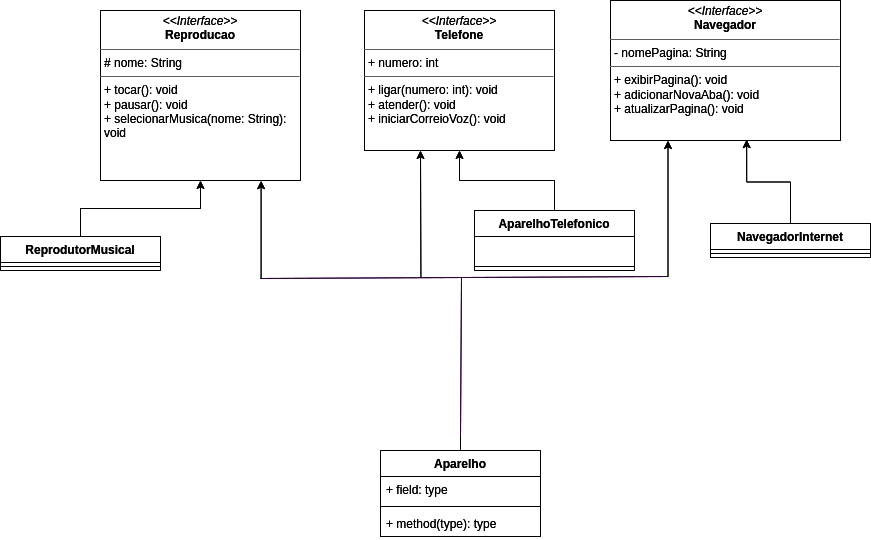 <<Interface>>
Reproducao
# nome: String
+ tocar(): void
+ pausar(): void
+ selecionarMusica(nome: String):
void
<<Interface>>
Telefone
+ numero: int
+ ligar(numero: int): void
+ atender(): void
+ iniciarCorreioVoz(): void
<<Interface>>
Navegador
- nomePagina: String
+ exibirPagina(): void
+ adicionarNovaAba(): void
+ atualizarPagina(): void
ReprodutorMusical
AparelhoTelefonico
NavegadorInternet
Aparelho
+ field: type
+ method(type): type